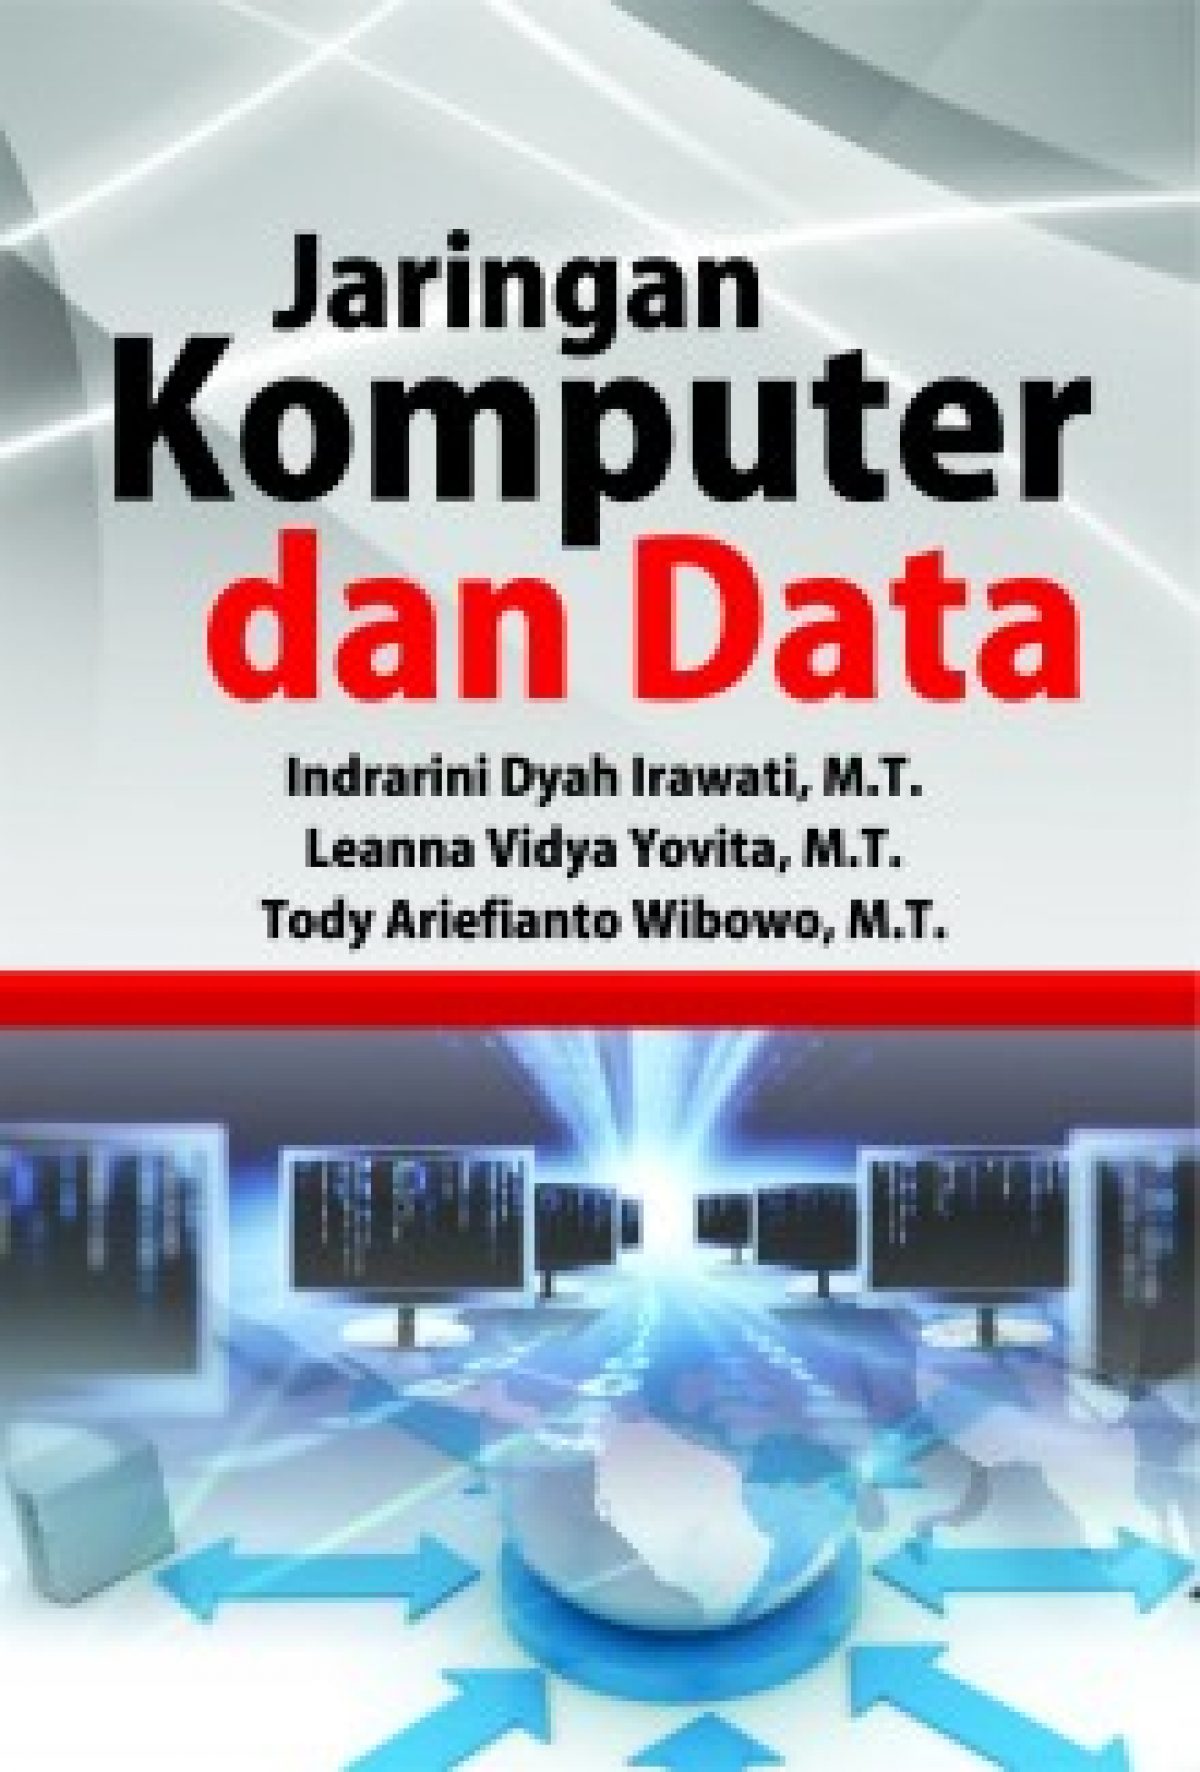 Jaringan
Komputer
dan Data
Indrarini Dyah Irawati, M.T.
Leanna Vidya Yovita, M.T.
Tody Ariefianto Wibowo, M.T.